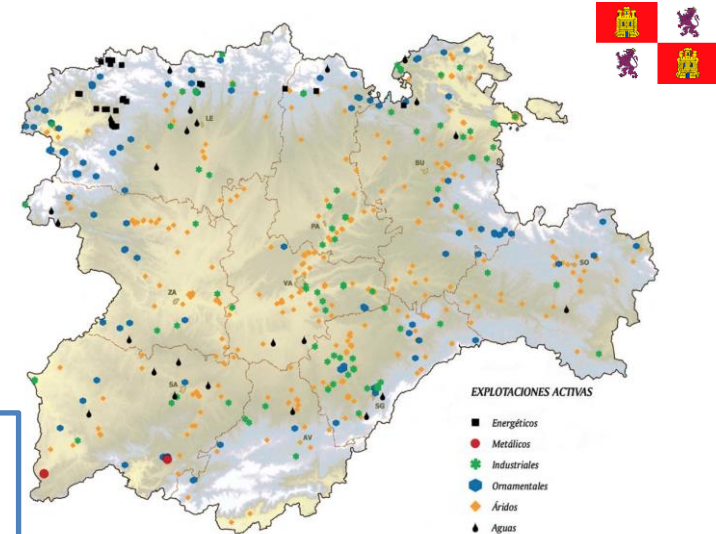 LE
BU
PA
VA
ZA
SO
SA
SG
AV
EXPLOTACIONES ACTIVAS
Energéticos
Metálicos
Industriales
Ornamentales
Áridos
Aguas